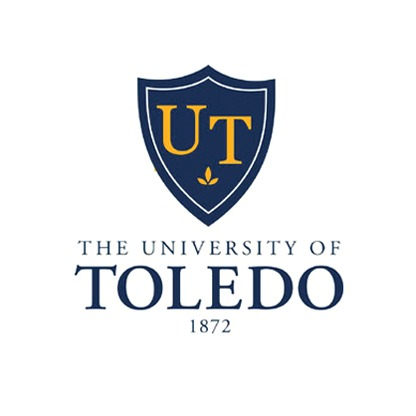 UT
THE UNIVERSITY OF
TOLEDO
1872